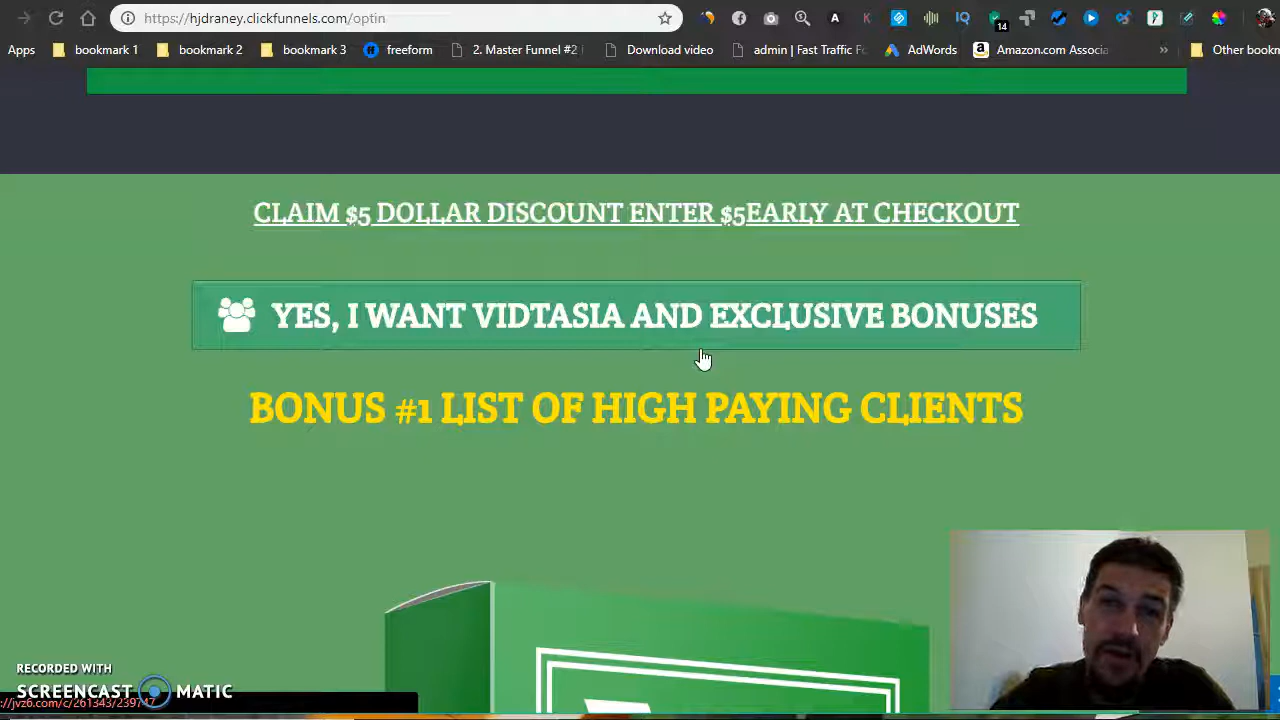 https://hjdraney.clickfunnels.com/optin
Apps bookmark 1 bookmark 2 bookmark 3 freeform 2. Master Funnel #2 Download video admin | Fast Traffic Fo AdWords Amazon.com Associa » Other bookm
14
CLAIM $5 DOLLAR DISCOUNT ENTER $5EARLY AT CHECKOUT
YES, I WANT VIDTASIA AND EXCLUSIVE BONUSES
BONUS #1 LIST OF HIGH PAYING CLIENTS
RECORDED WITH
SCREENCAST MATIC